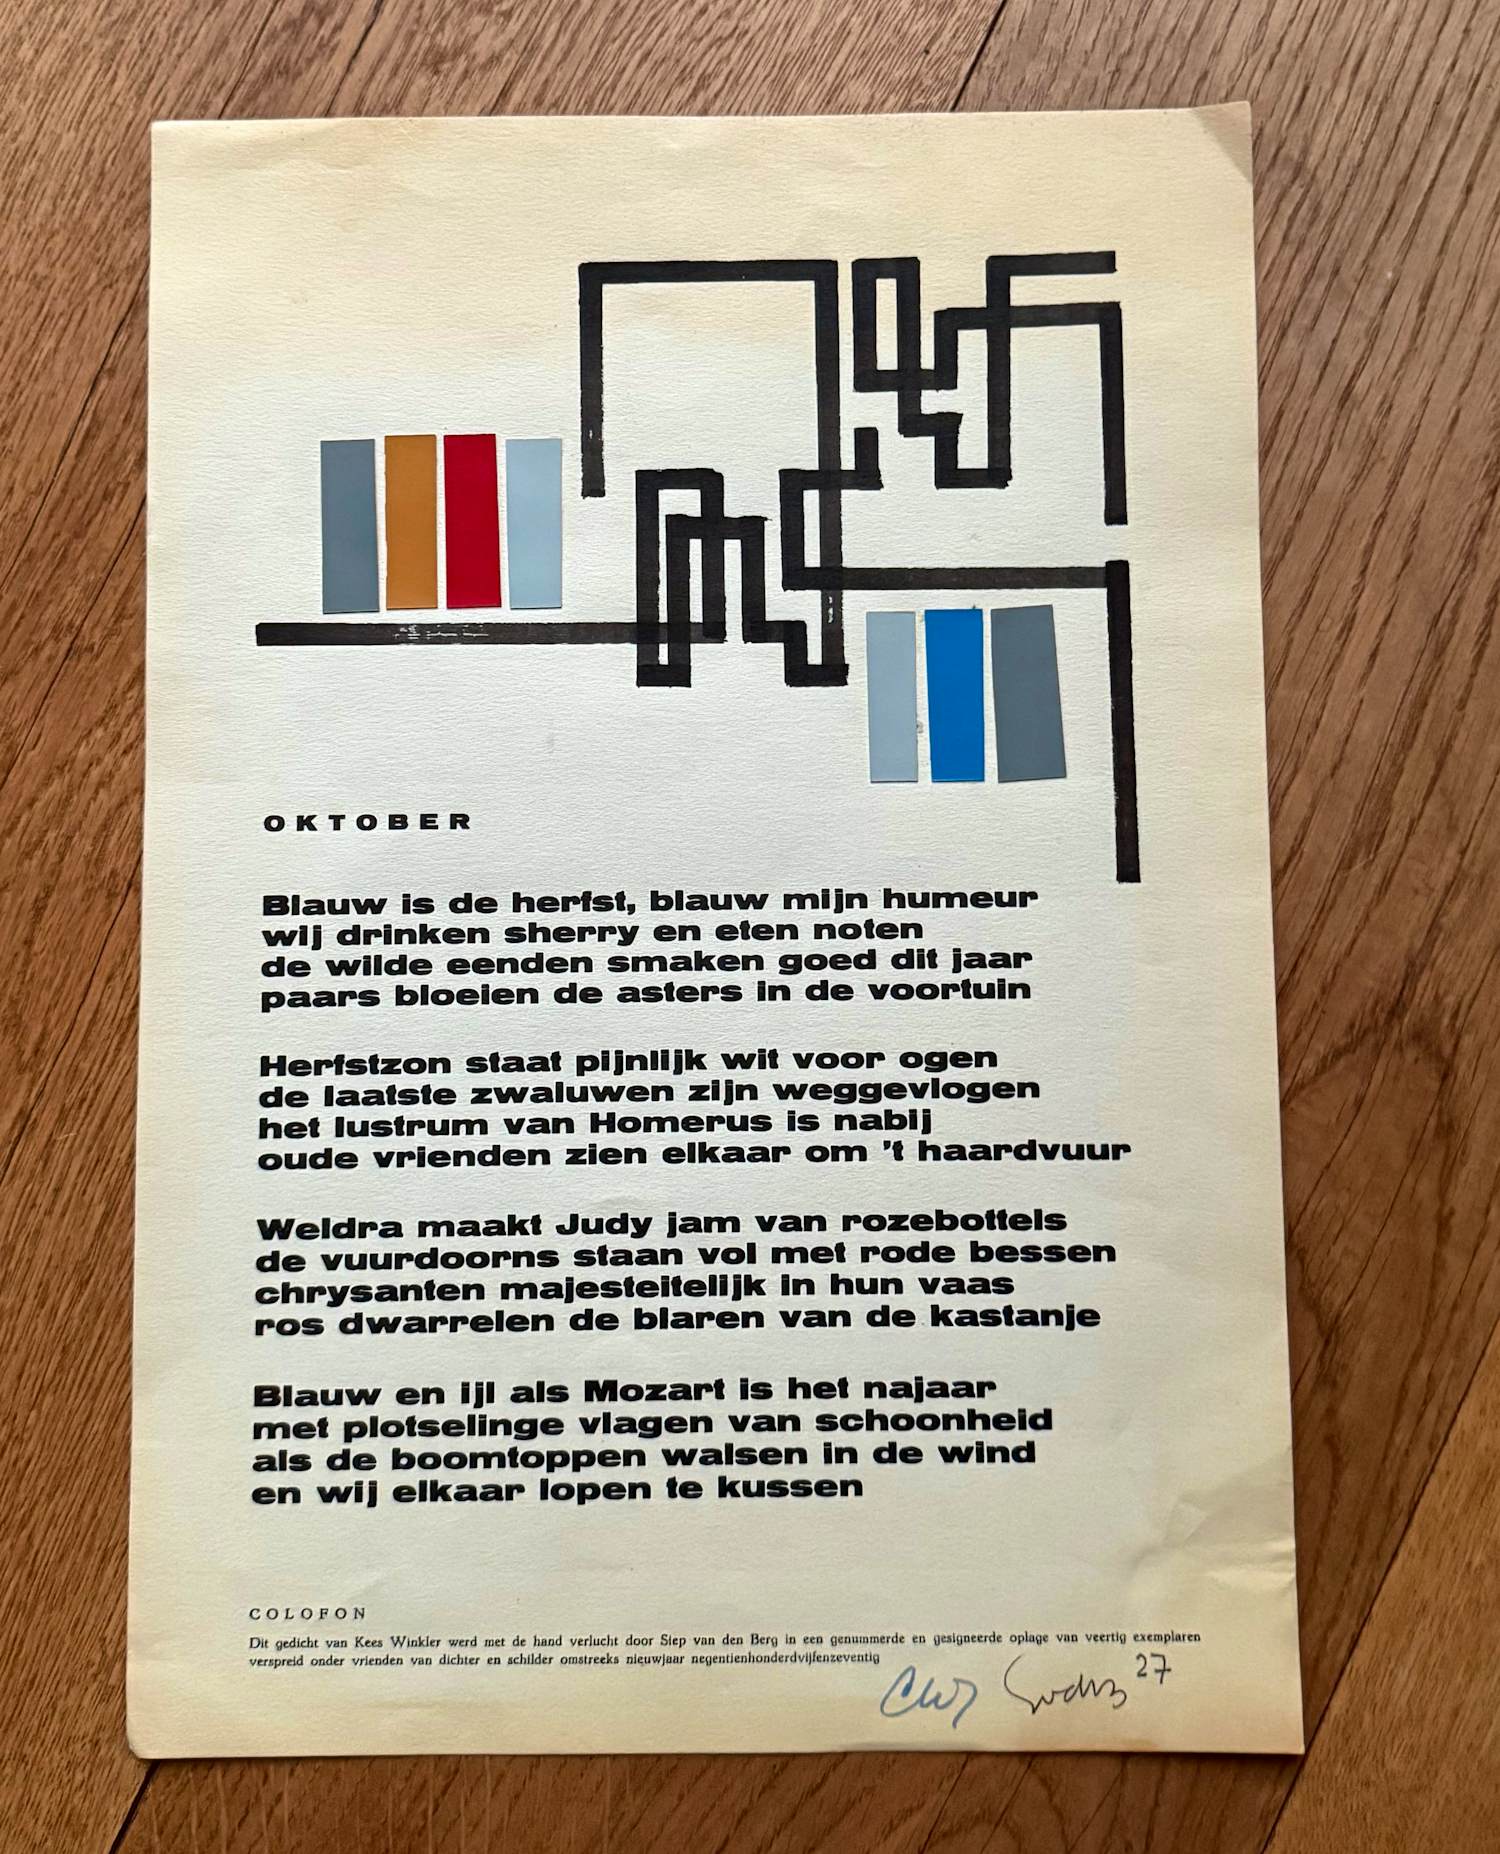 OKTOBER
Blauw is de herfst, blauw mijn humeur
wij drinken sherry en eten noten
de wilde eenden smaken goed dit jaar
paars bloeien de asters in de voortuin
Herfstzon staat pijnlijk wit voor ogen
de laatste zwaluwen zijn weggevlogen
het lustrum van Homerus is nabij
oude vrienden zien elkaar om 't haardvuur
Weldra maakt Judy jam van rozebottels
de vuurdoorns staan vol met rode bessen
chrysanten majesteitelijk in hun vaas
ros dwarrelen de blaren van de kastanje
Blauw en ijl als Mozart is het najaar
met plotselinge vlagen van schoonheid
als de boomtoppen walsen in de wind
en wij elkaar lopen te kussen
COLOFON
Dit gedicht van Kees Winkler werd met de hand verlucht door Siep van den Berg in een genummerde en gesigneerde oplage van veertig exemplaren
verspreid onder vrienden van dichter en schilder omstreeks nieuwjaar negentienhonderdvijfenzeventig
27